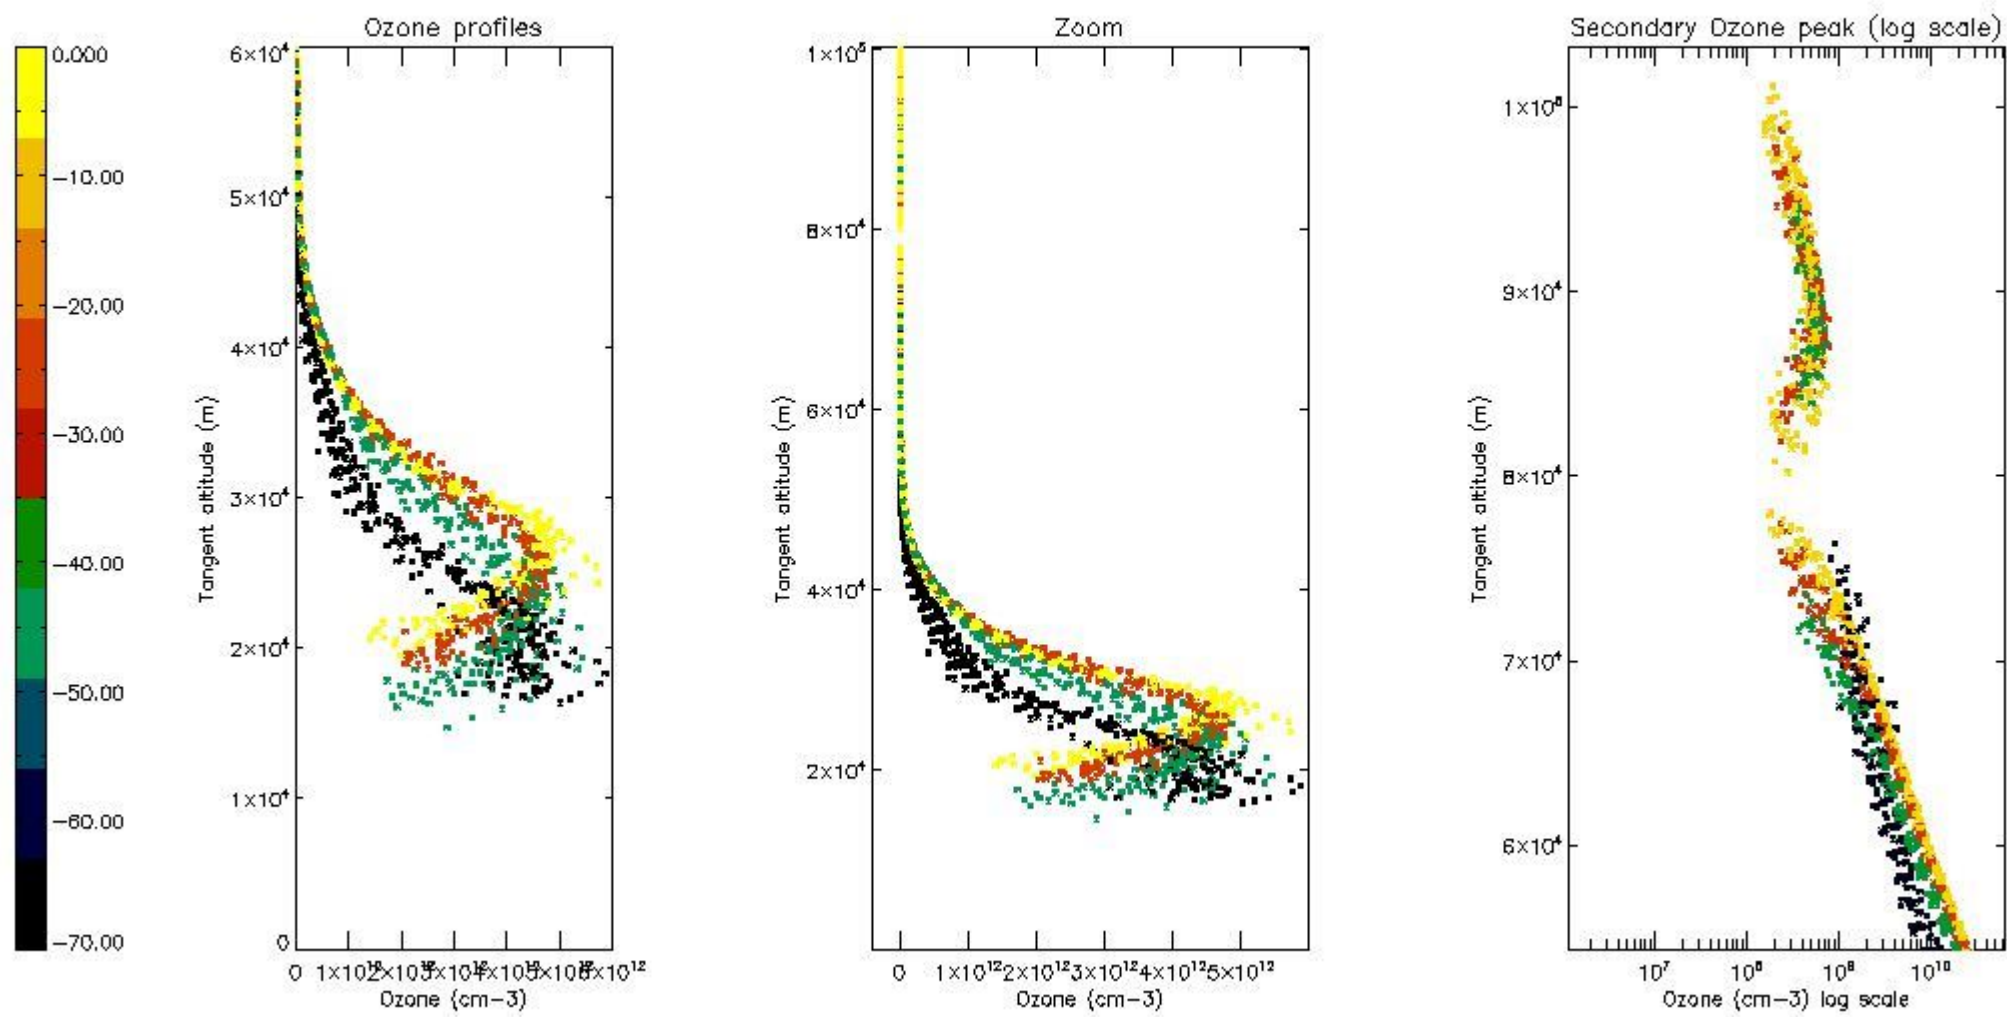 Ozone profiles
Zoom
Secondary Ozone peak (log scale)
0.000
-10.00
-20.00
-30.00
-40.00
-50.00
-60.00
-70.00
6×10⁴
5×10⁴
4×10⁴
3×10⁴
2×10⁴
1×10⁴
0
Tangent altitude (m)
0 1×10¹²
Ozone (cm-3)
1×10⁵
8×10⁴
6×10⁴
4×10⁴
2×10⁴
Tangent altitude (m)
0 1×10¹² 2×10¹² 3×10¹² 4×10¹² 5×10¹²
Ozone (cm-3)
1×10⁵
9×10⁴
8×10⁴
7×10⁴
6×10⁴
Tangent altitude (m)
10⁷ 10⁸ 10⁹ 10¹⁰
Ozone (cm-3) log scale